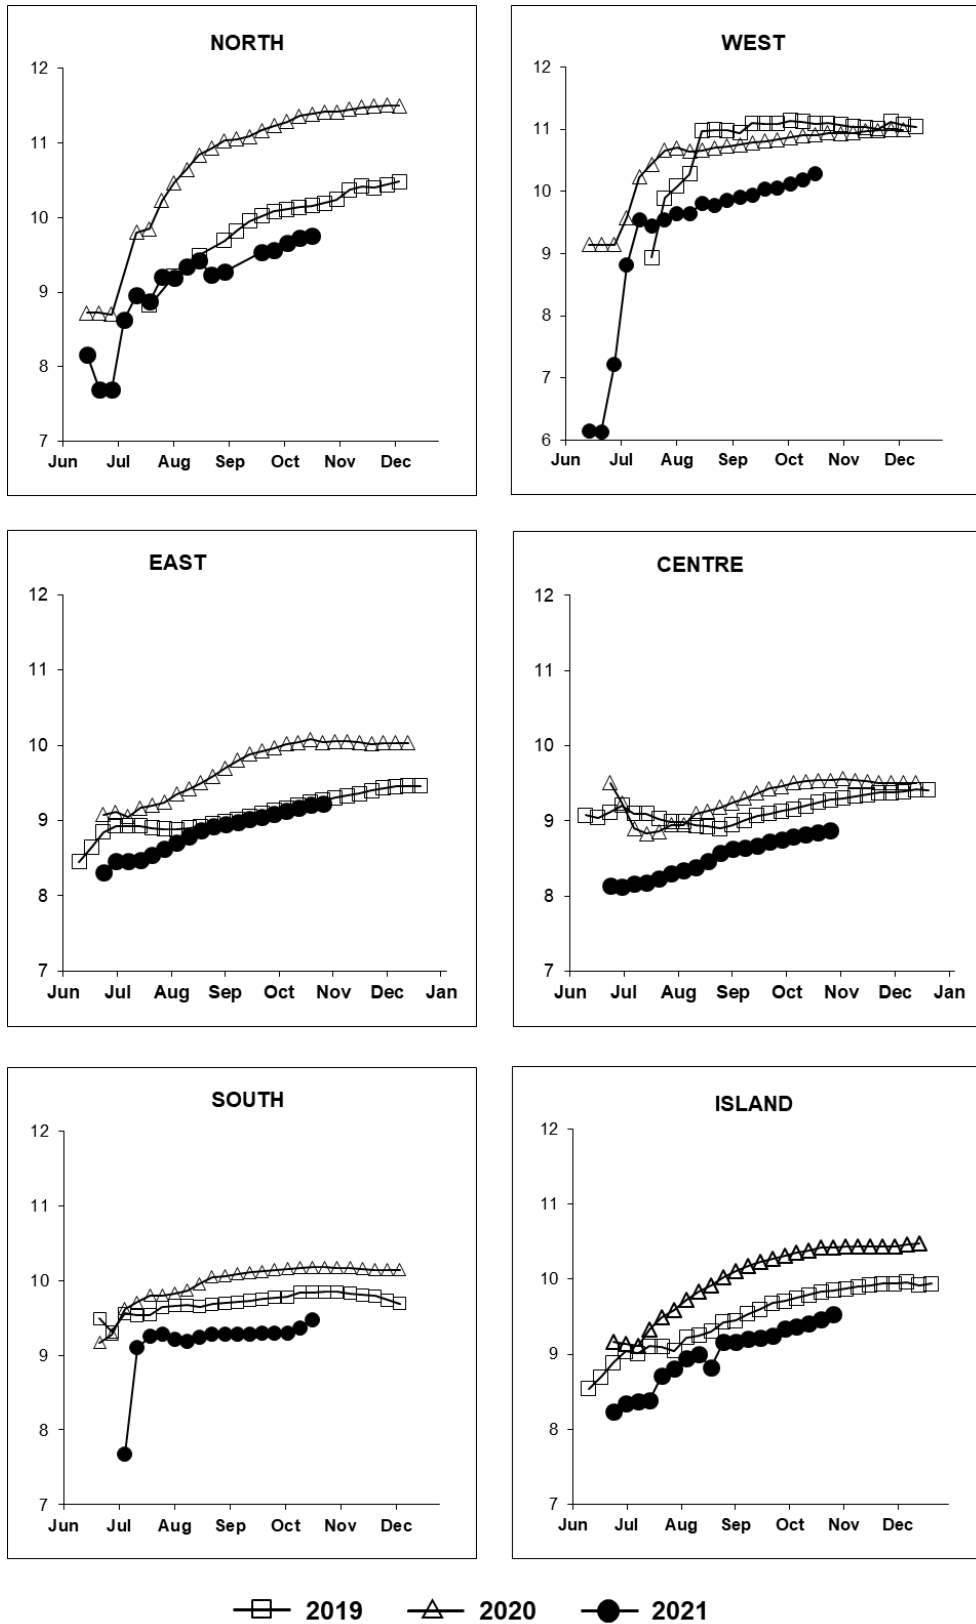 NORTH
12
11
10
9
8
7
Jun Jul Aug Sep Oct Nov Dec
WEST
12
11
10
9
8
7
6
Jun Jul Aug Sep Oct Nov Dec
EAST
12
11
10
9
8
7
Jun Jul Aug Sep Oct Nov Dec Jan
CENTRE
12
11
10
9
8
7
Jun Jul Aug Sep Oct Nov Dec Jan
SOUTH
12
11
10
9
8
7
Jun Jul Aug Sep Oct Nov Dec
ISLAND
12
11
10
9
8
7
Jun Jul Aug Sep Oct Nov Dec
2019 2020 2021